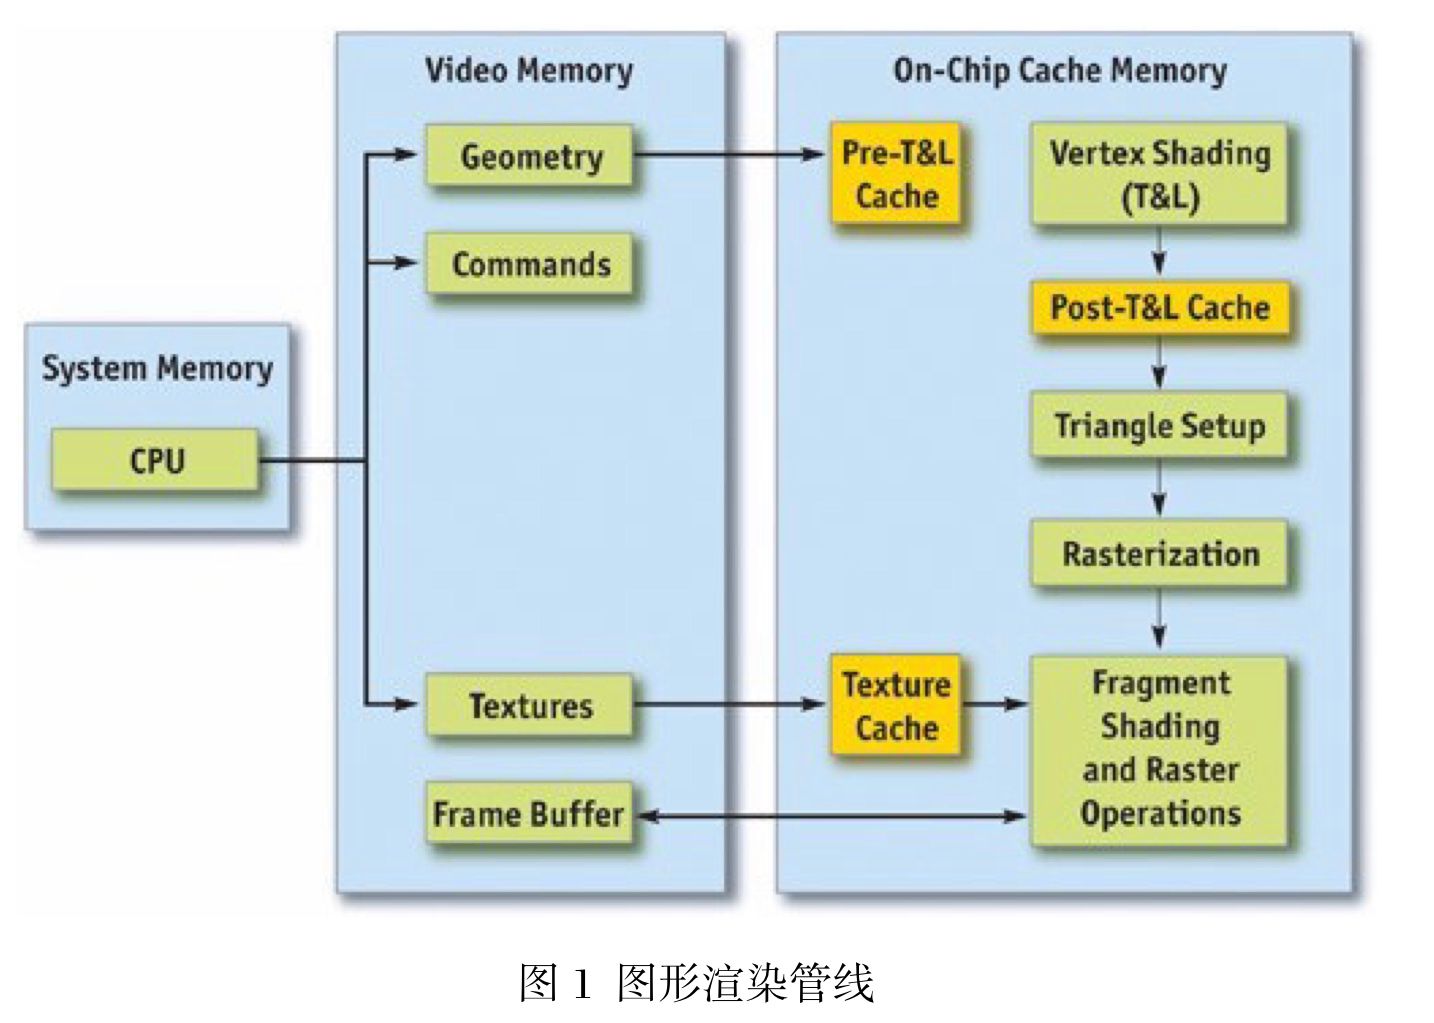 System Memory
CPU
Video Memory
Geometry
Commands
Textures
Frame Buffer
On-Chip Cache Memory
Pre-T&L
Cache
Vertex Shading
(T&L)
Post-T&L Cache
Triangle Setup
Rasterization
Texture
Cache
Fragment
Shading
and Raster
Operations
图 1 图形渲染管线